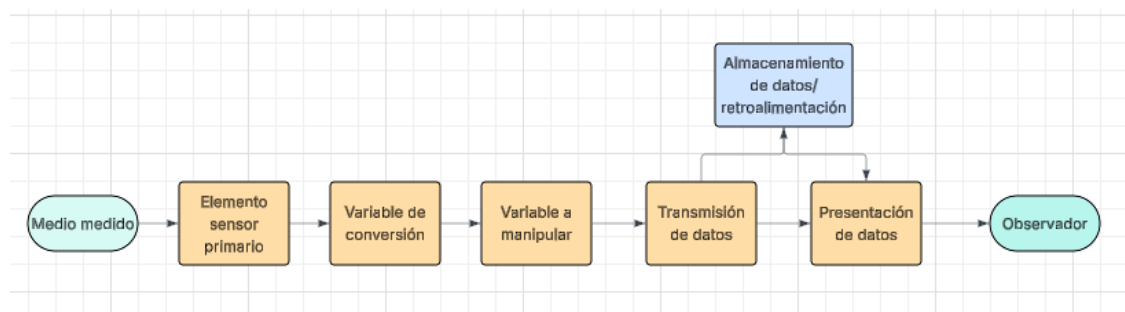 Almacenamiento
de datos/
retroalimentación
Medio medido
Elemento
sensor
primario
Variable de
conversión
Variable a
manipular
Transmisión
de datos
Presentación
de datos
Observador